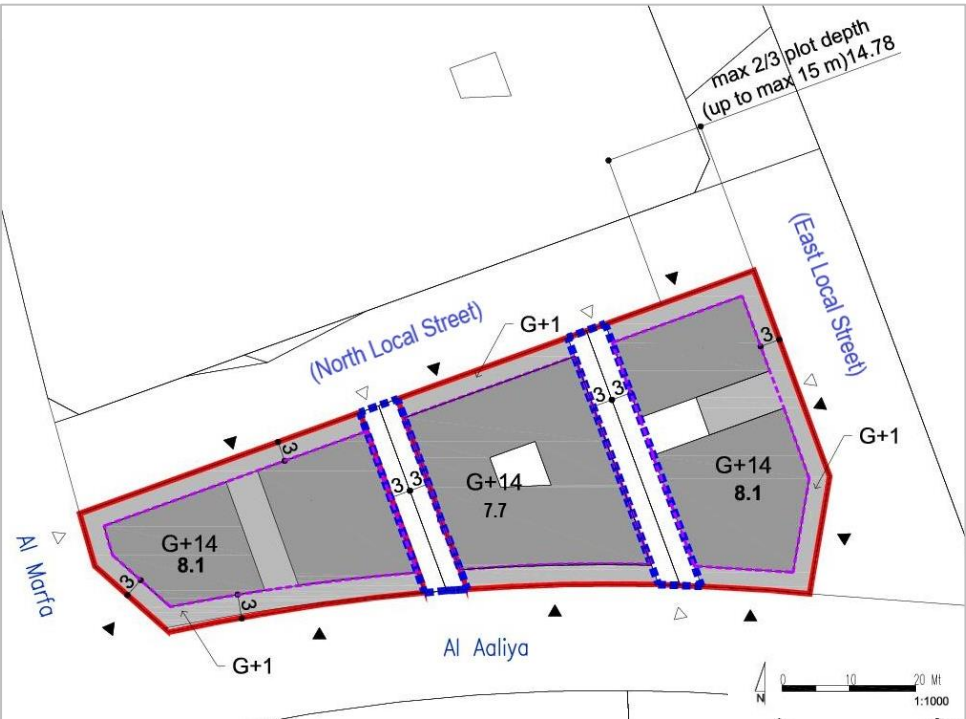 max 2/3 plot depth
(up to max 15 m)14.78
(East Local Street)
(North Local Street)
G+1
3
3
3
3
3
3
G+14
8.1
G+1
G+14
7.7
G+14
8.1
3
3
Al Marfa
G+1
Al Aaliya
N
0 10 20 Mt
1:1000